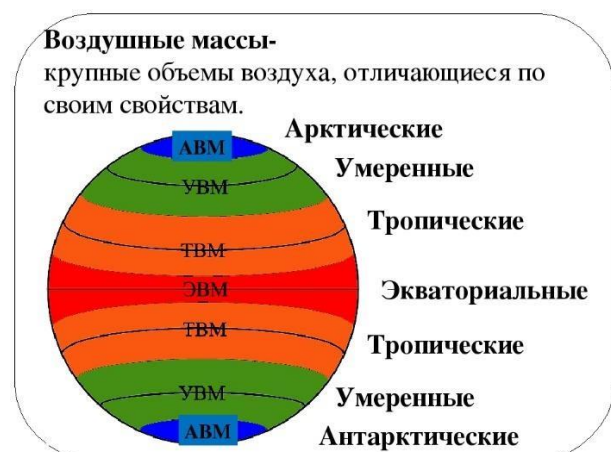 Воздушные массы-
крупные объемы воздуха, отличающиеся по
своим свойствам.
Арктические
АВМ
Умеренные
УВМ
Тропические
ТВМ
ЭВМ
Экваториальные
ТВМ
Тропические
УВМ
Умеренные
АВМ
Антарктические